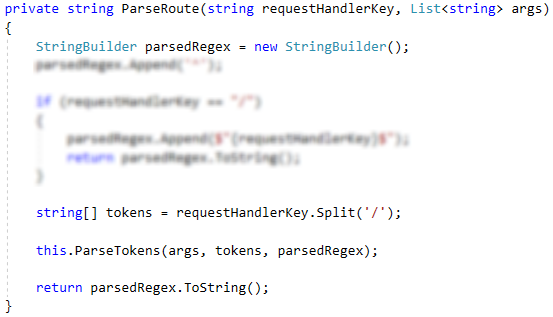 private string ParseRoute(string requestHandlerKey, List<string> args)
{
StringBuilder parsedRegex = new StringBuilder();
parsedRegex.Append('^');
if (requestHandlerKey == "/")
{
parsedRegex.Append($"{requestHandlerKey}$");
return parsedRegex.ToString();
}
string[] tokens = requestHandlerKey.Split('/');
this.ParseTokens(args, tokens, parsedRegex);
return parsedRegex.ToString();
}